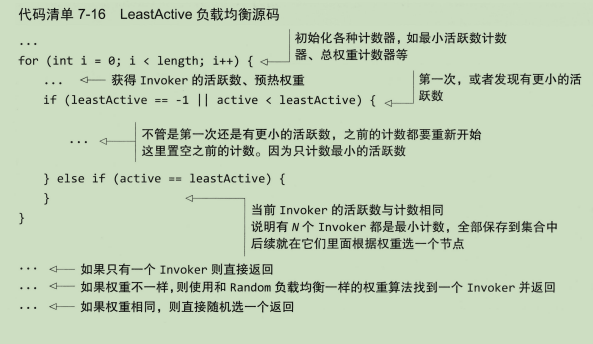 代码清单 7-16 LeastActive 负载均衡源码
...
初始化各种计数器，如最小活跃数计数
器、总权重计数器等
for (int i = 0; i < length; i++) {
... 获得 Invoker 的活跃数、预热权重
第一次，或者发现有更小的活
跃数
if (leastActive == -1 || active < leastActive) {
不管是第一次还是有更小的活跃数，之前的计数都要重新开始
... 这里置空之前的计数。因为只计数最小的活跃数
} else if (active == leastActive) {
}
当前 Invoker 的活跃数与计数相同
说明有 N 个 Invoker 都是最小计数，全部保存到集合中
后续就在它们里面根据权重选一个节点
}
... 如果只有一个 Invoker 则直接返回
... 如果权重不一样，则使用和 Random 负载均衡一样的权重算法找到一个 Invoker 并返回
... 如果权重相同，则直接随机选一个返回